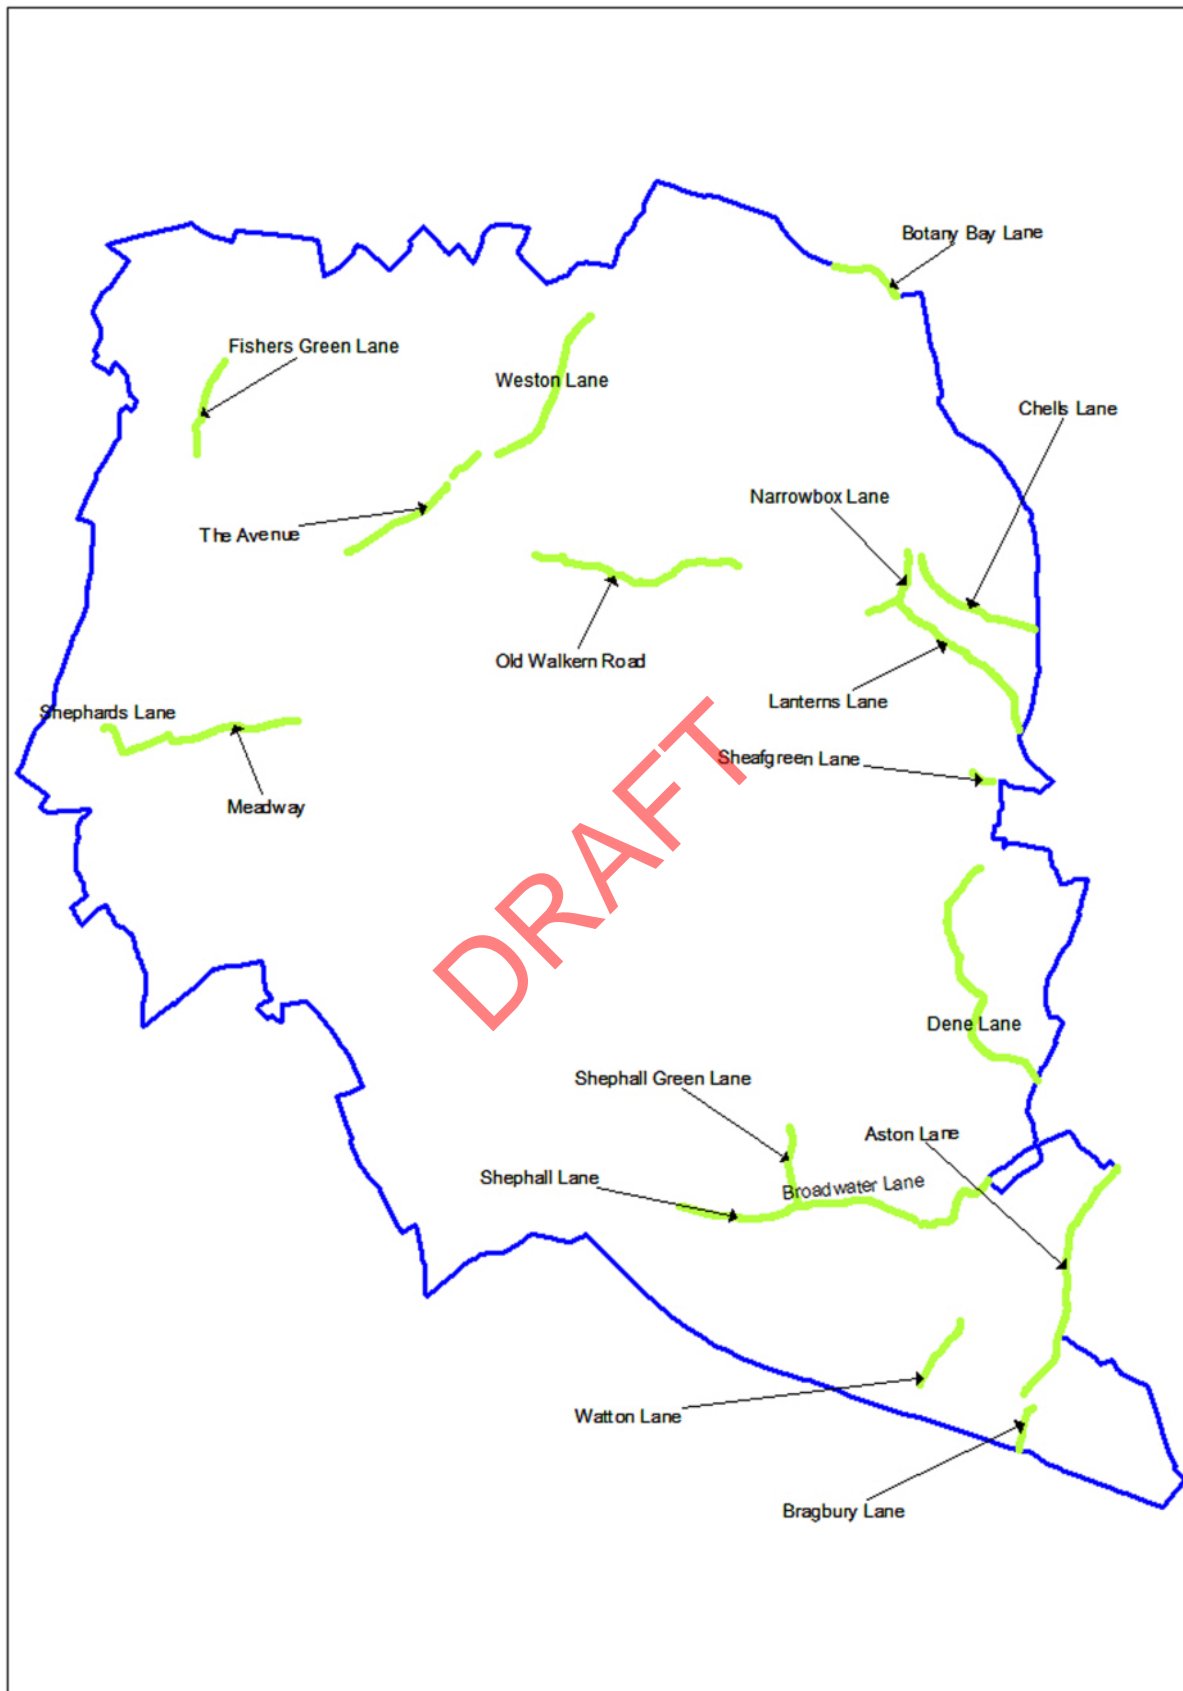 Botany Bay Lane
Fishers Green Lane
Weston Lane
Chells Lane
Narrowbox Lane
The Avenue
Old Walkern Road
Lanterns Lane
Shephards Lane
Sheafgreen Lane
Meadway
DRAFT
Dene Lane
Shephall Green Lane
Aston Lane
Shephall Lane
Broadwater Lane
Watton Lane
Bragbury Lane